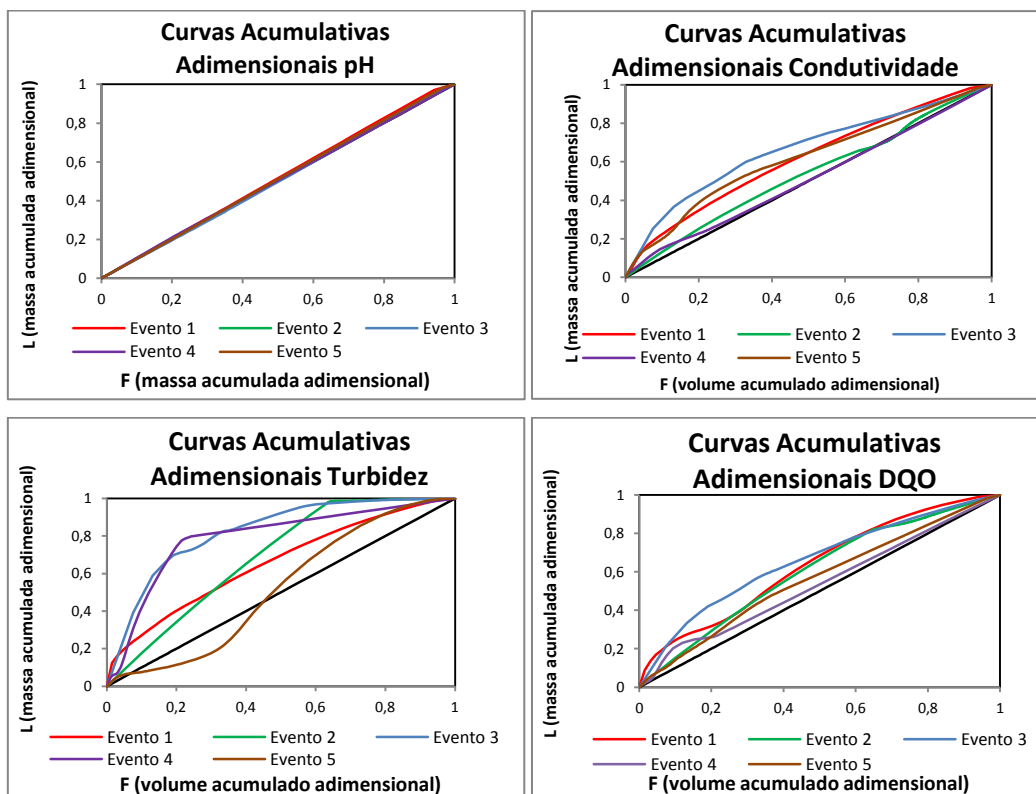 Curvas Acumulativas
Adimensionais pH
L (massa acumulada adimensional)
1
0,8
0,6
0,4
0,2
0
0 0,2 0,4 0,6 0,8 1
Evento 1 Evento 2 Evento 3
Evento 4 Evento 5
F (massa acumulada adimensional)
Curvas Acumulativas
Adimensionais Condutividade
L (massa acumulada adimensional)
1
0,8
0,6
0,4
0,2
0
0 0,2 0,4 0,6 0,8 1
Evento 1 Evento 2 Evento 3
Evento 4 Evento 5
F (volume acumulado adimensional)
Curvas Acumulativas
Adimensionais Turbidez
L (massa acumulada adimensional)
1
0,8
0,6
0,4
0,2
0
0 0,2 0,4 0,6 0,8 1
Evento 1 Evento 2 Evento 3
Evento 4 Evento 5
F (volume acumulado adimensional)
Curvas Acumulativas
Adimensionais DQO
L (massa acumulada adimensional)
1
0,8
0,6
0,4
0,2
0
0 0,2 0,4 0,6 0,8 1
Evento 1 Evento 2 Evento 3
Evento 4 Evento 5
F (volume acumulado adimensional)